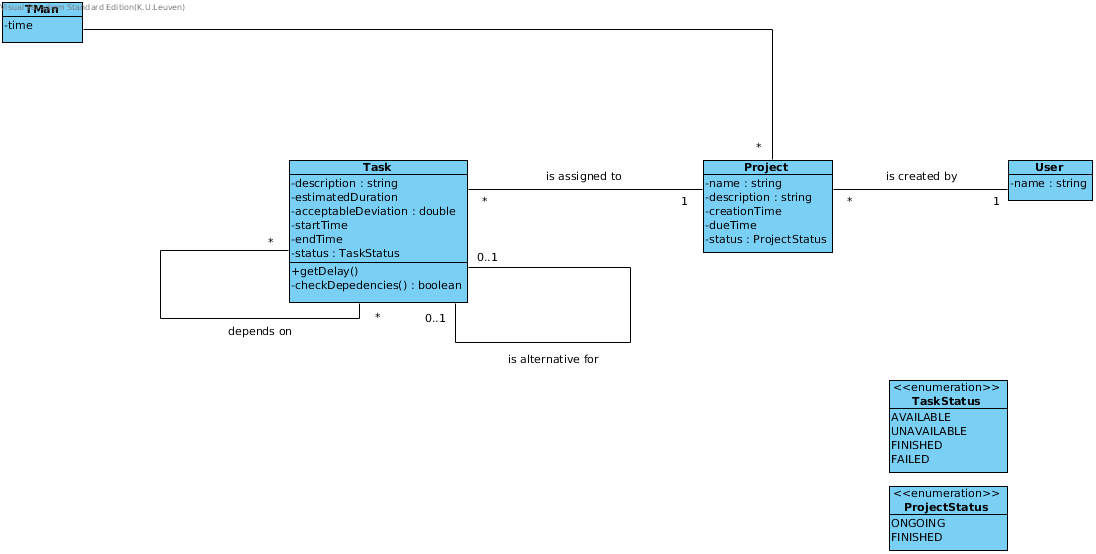 TMan
Standard Edition(K.U.Leuven)
-time
*
Task
-description : string
-estimatedDuration
-acceptableDeviation : double
-startTime
-endTime
-status : TaskStatus
+getDelay()
-checkDepedencies() : boolean
is assigned to
*
1
Project
-name : string
-description : string
-creationTime
-dueTime
-status : ProjectStatus
is created by
*
1
User
-name : string
*
depends on
*
0..1
0..1
is alternative for
<<enumeration>>
TaskStatus
AVAILABLE
UNAVAILABLE
FINISHED
FAILED
<<enumeration>>
ProjectStatus
ONGOING
FINISHED